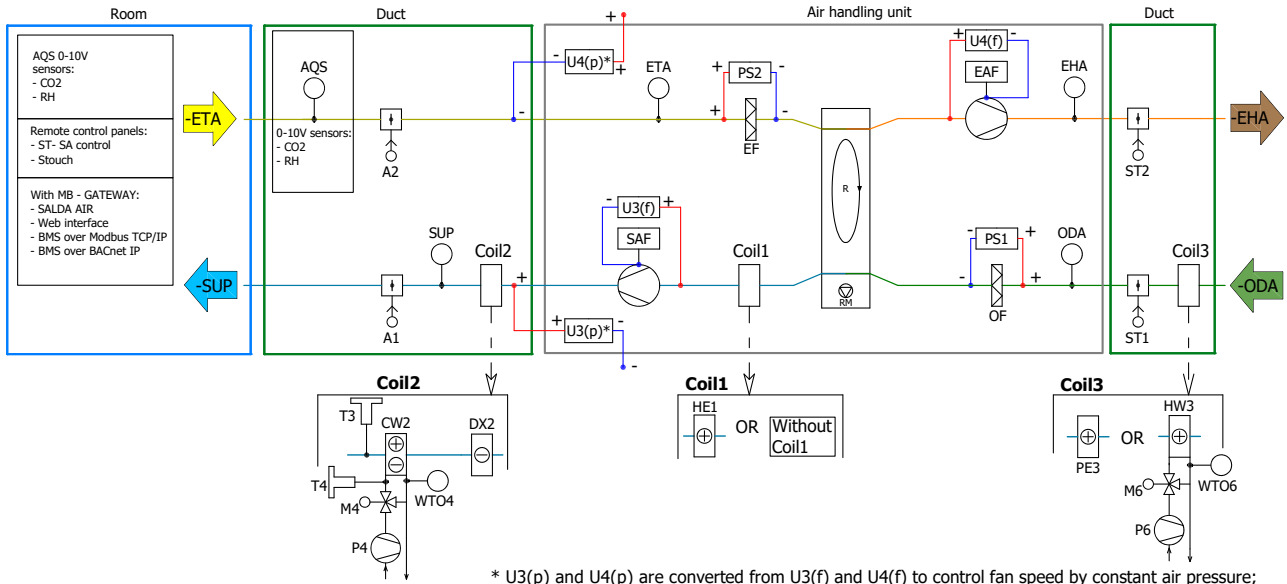 Room
Duct
Air handling unit
Duct
AQS 0-10V
sensors:
- CO2
- RH
Remote control panels:
- ST- SA control
- Stouch
With MB - GATEWAY:
- SALDA AIR
- Web interface
- BMS over Modbus TCP/IP
- BMS over BACnet IP
-ETA
-SUP
AQS
0-10V sensors:
- CO2
- RH
A2
- U4(p)* +
+
-
ETA
+ PS2 -
+ -
EF
+ U4(f) -
EAF
EHA
ST2
-EHA
SUP
Coil2
A1
+
+ U3(p)* -
-
- U3(f) +
SAF
Coil1
R
RM
- PS1 +
- +
OF
ODA
ST1
Coil3
-ODA
Coil2
T3
CW2
DX2
T4
M4
WTO4
P4
Coil1
HE1
OR
Without
Coil1
Coil3
PE3
OR
HW3
M6
WTO6
P6
* U3(p) and U4(p) are converted from U3(f) and U4(f) to control fan speed by constant air pressure;